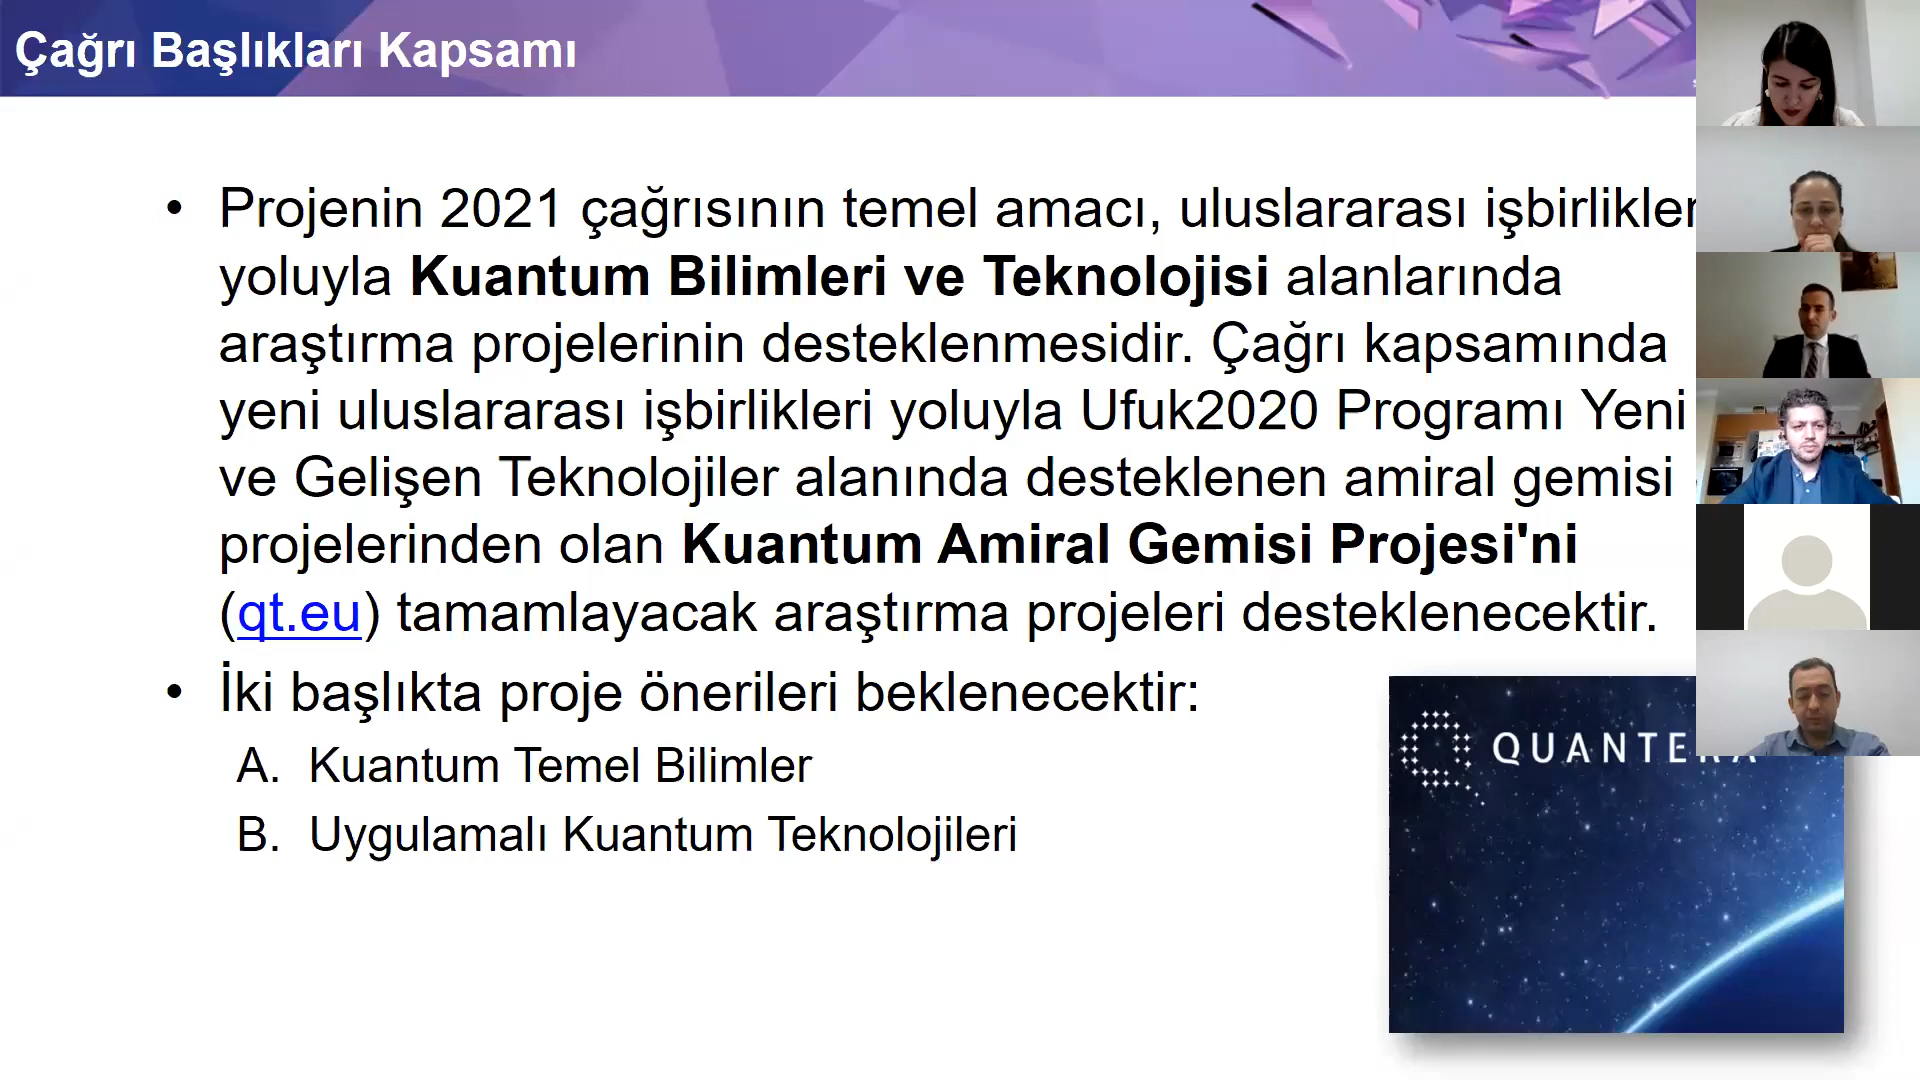 Çağrı Başlıkları Kapsamı
• Projenin 2021 çağrısının temel amacı, uluslararası işbirlikler
yoluyla Kuantum Bilimleri ve Teknolojisi alanlarında
araştırma projelerinin desteklenmesidir. Çağrı kapsamında
yeni uluslararası işbirlikleri yoluyla Ufuk2020 Programı Yeni
ve Gelişen Teknolojiler alanında desteklenen amiral gemisi
projelerinden olan Kuantum Amiral Gemisi Projesi'ni
(qt.eu) tamamlayacak araştırma projeleri desteklenecektir.
• İki başlıkta proje önerileri beklenecektir:
A. Kuantum Temel Bilimler
B. Uygulamalı Kuantum Teknolojileri
QUANTERA